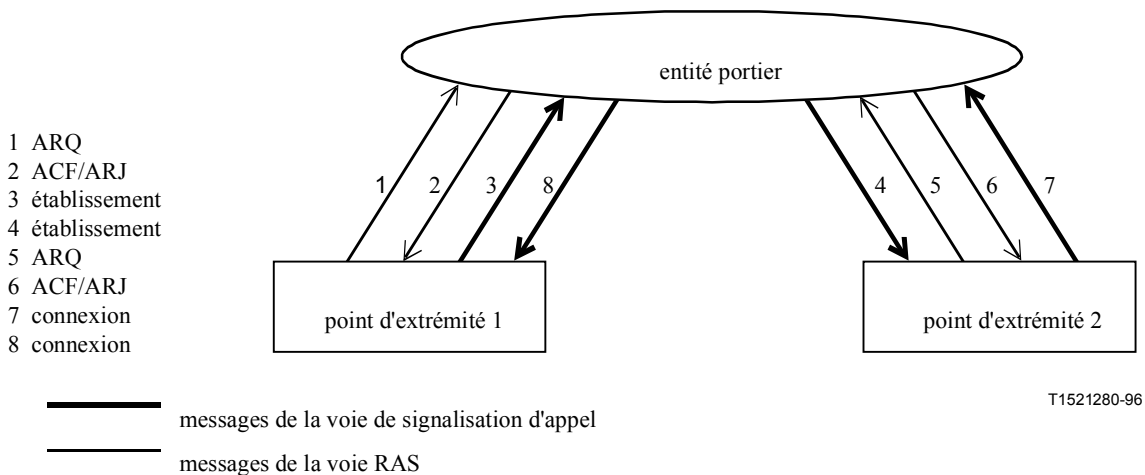 entité portier
1 ARQ
2 ACF/ARJ
3 établissement
4 établissement
5 ARQ
6 ACF/ARJ
7 connexion
8 connexion
1 2 3 8 4 5 6 7
point d'extrémité 1 point d'extrémité 2
T1521280-96
messages de la voie de signalisation d'appel
messages de la voie RAS